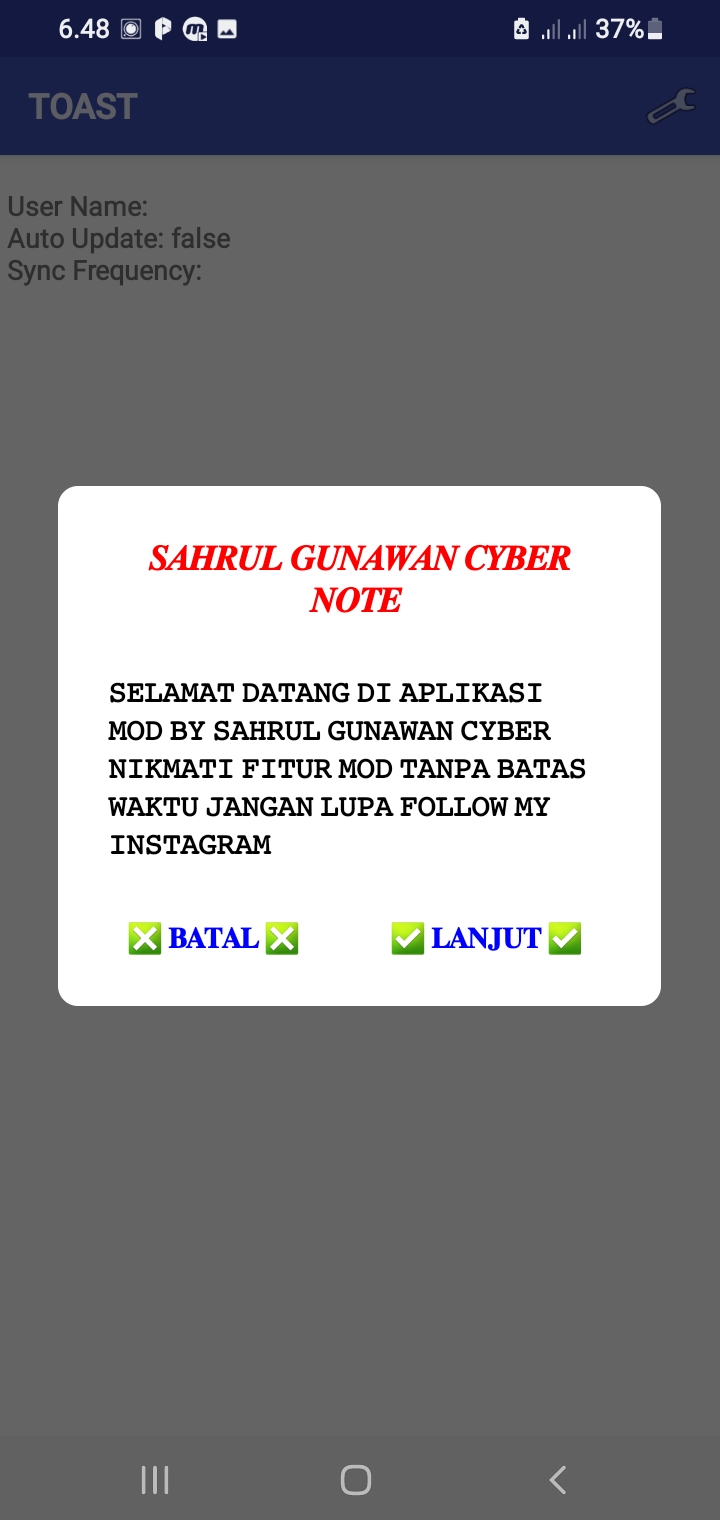 6.48
37%
TOAST
User Name:
Auto Update: false
Sync Frequency:
SAHRUL GUNAWAN CYBER
NOTE
SELAMAT DATANG DI APLIKASI
MOD BY SAHRUL GUNAWAN CYBER
NIKMATI FITUR MOD TANPA BATAS
WAKTU JANGAN LUPA FOLLOW MY
INSTAGRAM
❎ BATAL ❎ ✅ LANJUT ✅